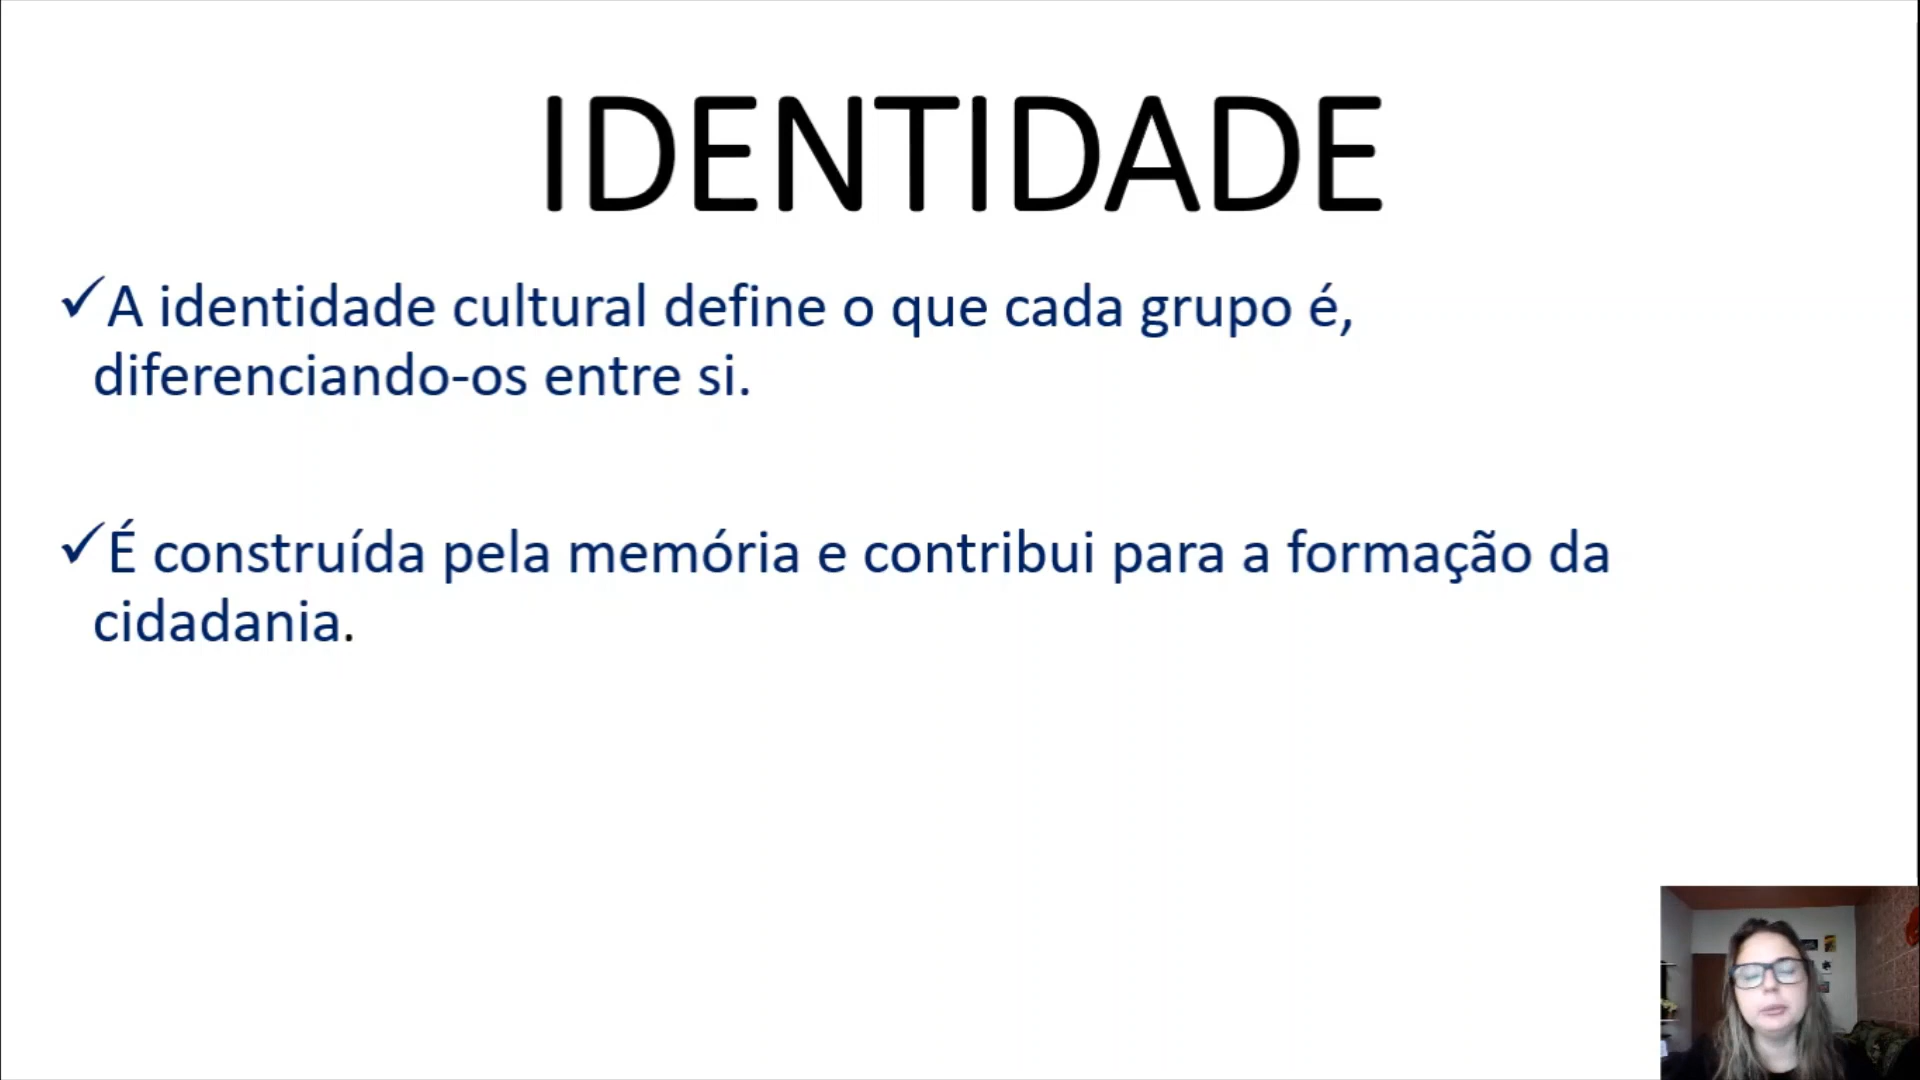 IDENTIDADE
✓A identidade cultural define o que cada grupo é,
diferenciando-os entre si.
✓É construída pela memória e contribui para a formação da
cidadania.